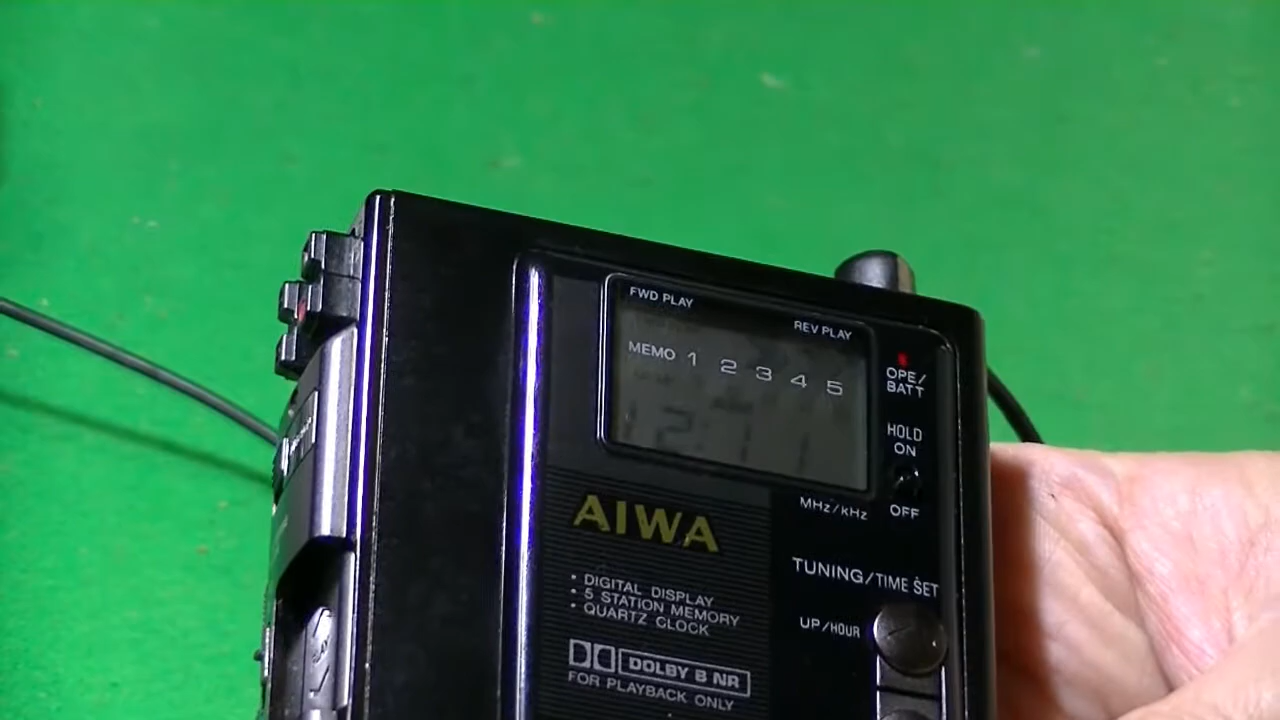 FWD PLAY
REV PLAY
MEMO 1 2 3 4 5
OPE/
BATT
HOLD
ON
OFF
MHz/kHz
AIWA
TUNING/TIME SET
• DIGITAL DISPLAY
• 5 STATION MEMORY
• QUARTZ CLOCK
UP/HOUR
DOLBY B NR
FOR PLAYBACK ONLY